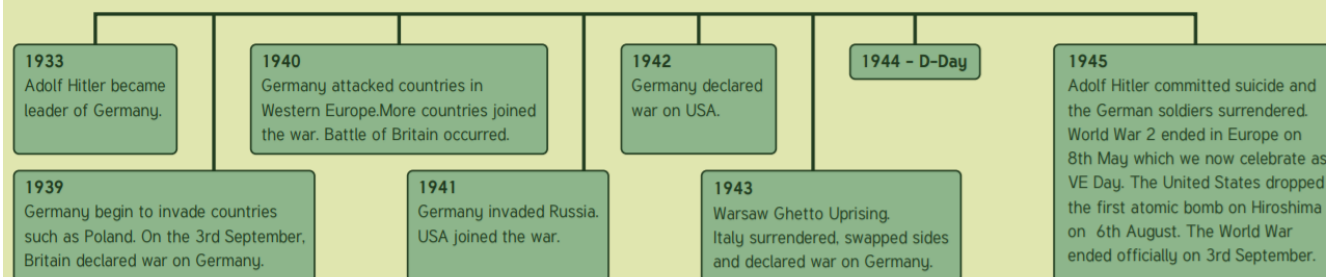 1933
Adolf Hitler became
leader of Germany.
1939
Germany begin to invade countries
such as Poland. On the 3rd September,
Britain declared war on Germany.
1940
Germany attacked countries in
Western Europe.More countries joined
the war. Battle of Britain occurred.
1941
Germany invaded Russia.
USA joined the war.
1942
Germany declared
war on USA.
1943
Warsaw Ghetto Uprising.
Italy surrendered, swapped sides
and declared war on Germany.
1944 - D-Day
1945
Adolf Hitler committed suicide and
the German soldiers surrendered.
World War 2 ended in Europe on
8th May which we now celebrate as
VE Day. The United States dropped
the first atomic bomb on Hiroshima
on 6th August. The World War
ended officially on 3rd September.